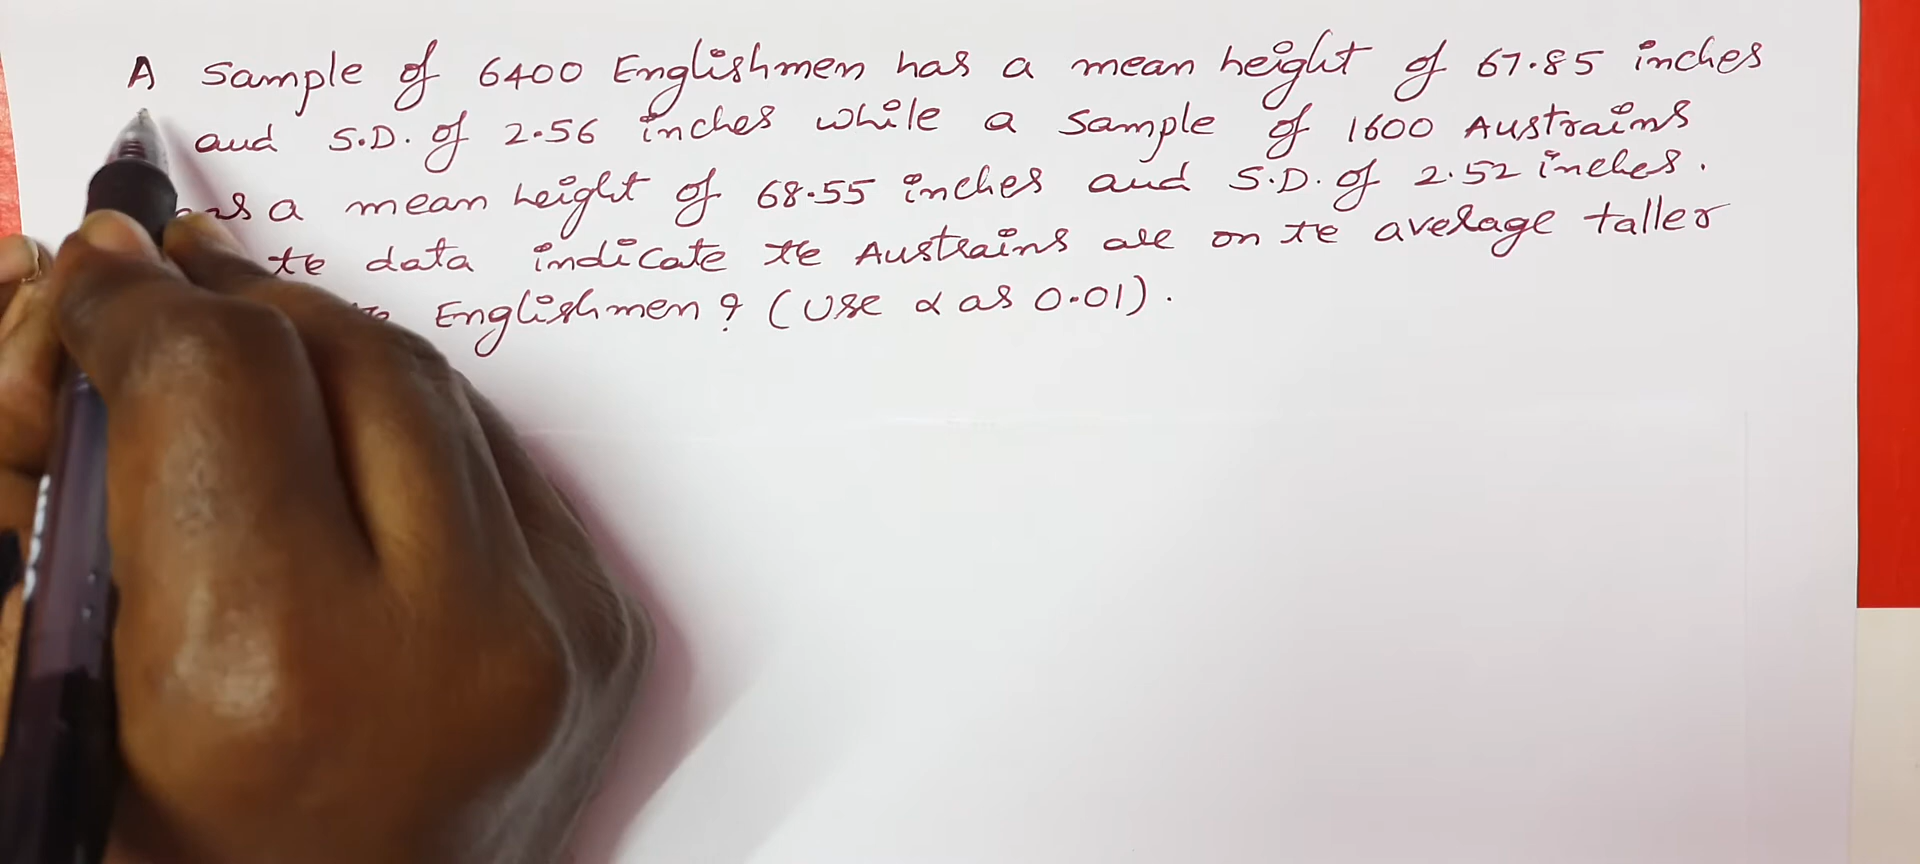 A sample of 6400 Englishmen has a mean height of 67.85 inches
and S.D. of 2.56 inches while a sample of 1600 Austrains
a mean height of 68.55 inches and S.D. of 2.52 inches.
te data indicate te Austrains are on te average taller
Englishmen? (Use α as 0.01).